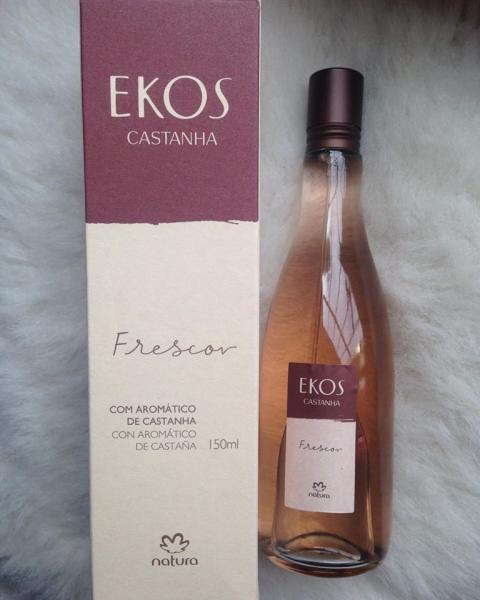 EKOS
CASTANHA
Frescor
COM AROMÁTICO
DE CASTANHA
CON AROMÁTICO
DE CASTAÑA 150ml
natura
EKOS
CASTANHA
Frescor
natura